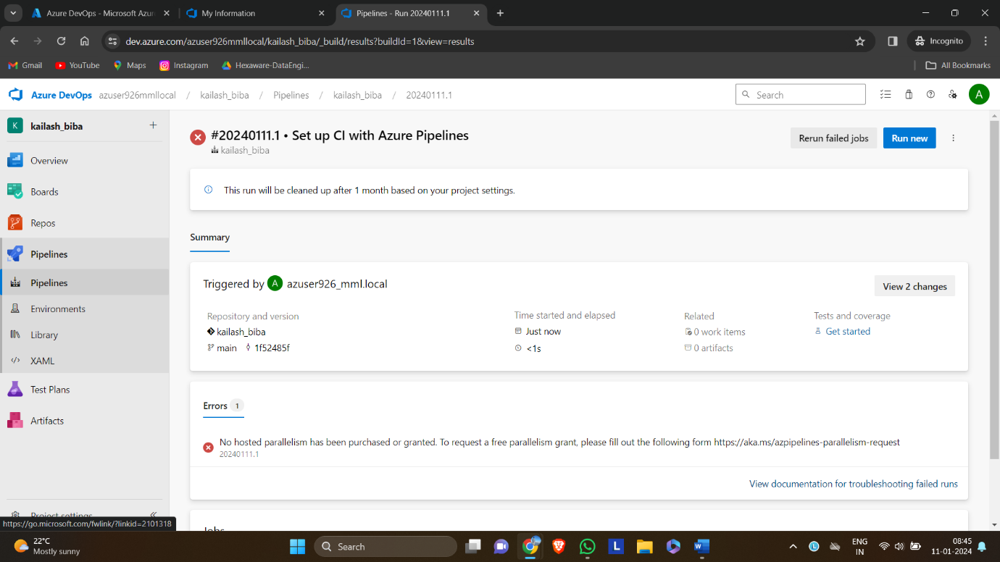 Azure DevOps - Microsoft Azur
My Information
Pipelines - Run 20240111.1
dev.azure.com/azuser926mmllocal/kailash_biba/_build/results?buildId=1&view=results
Incognito
Gmail
YouTube
Maps
Instagram
Hexaware-DataEngi...
All Bookmarks
Azure DevOps azuser926mmllocal / kailash_biba / Pipelines / kailash_biba / 20240111.1
Search
A
K kailash_biba
Overview
Boards
Repos
Pipelines
Pipelines
Environments
Library
XAML
Test Plans
Artifacts
Project settings
https://go.microsoft.com/fwlink/?linkid=2101318
#20240111.1 • Set up CI with Azure Pipelines
kailash_biba
Rerun failed jobs
Run new
This run will be cleaned up after 1 month based on your project settings.
Summary
Triggered by A azuser926_mml.local
View 2 changes
Repository and version
kailash_biba
main 1f52485f
Time started and elapsed
Just now
<1s
Related
0 work items
0 artifacts
Tests and coverage
Get started
Errors 1
No hosted parallelism has been purchased or granted. To request a free parallelism grant, please fill out the following form https://aka.ms/azpipelines-parallelism-request
20240111.1
View documentation for troubleshooting failed runs
Jobs
22°C
Mostly sunny
Search
L
W
L
ENG
IN
08:45
11-01-2024